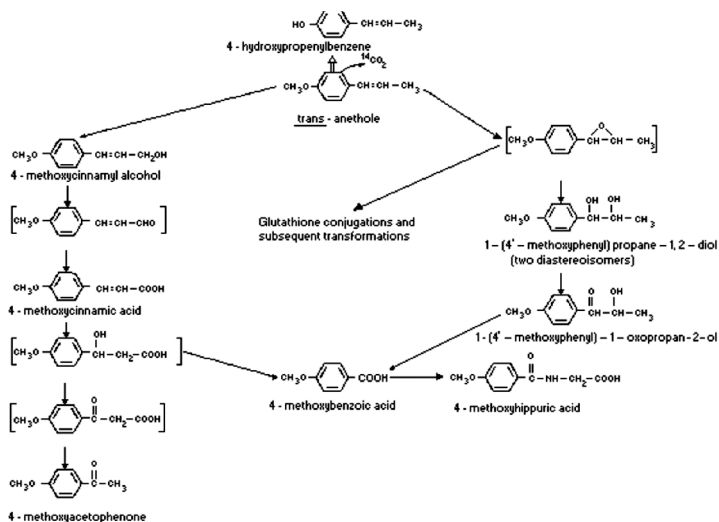 HO CH=CH-CH₃
4 - hydroxypropenylbenzene
¹⁴CO₂
CH₃O CH=CH-CH₃
trans - anethole
CH₃O CH=CH-CH₂OH
4 - methoxycinnamyl alcohol
[CH₃O CH-CH-CH₃]
O
[CH₃O CH=CH-CHO]
Glutathione conjugations and
subsequent transformations
OH OH
CH₃O CH-CH-CH₃
1 - (4' - methoxyphenyl) propane - 1, 2 - diol
(two diastereoisomers)
CH₃O CH=CH-COOH
4 - methoxycinnamic acid
O OH
CH₃O C-CH-CH₃
1 - (4' - methoxyphenyl) - 1 - oxopropan - 2 - ol
OH
[CH₃O CH-CH₂-COOH]
CH₃O COOH
4 - methoxybenzoic acid
O
CH₃O C-NH-CH₂-COOH
4 - methoxyhippuric acid
O
[CH₃O C-CH₂-COOH]
O
CH₃O C-CH₃
4 - methoxyacetophenone